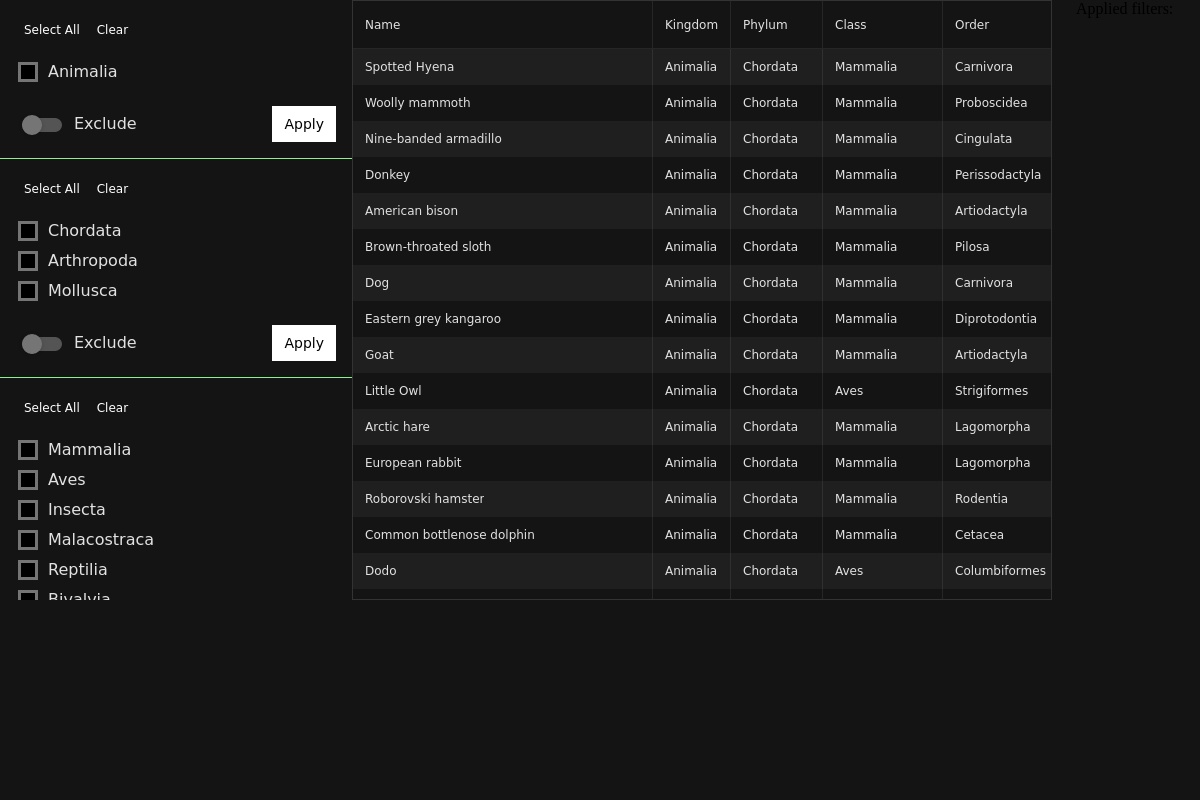 Select All Clear
Animalia
Exclude Apply
Select All Clear
Chordata
Arthropoda
Mollusca
Exclude Apply
Select All Clear
Mammalia
Aves
Insecta
Malacostraca
Reptilia
Bivalvia
Name Kingdom Phylum Class Order
Spotted Hyena Animalia Chordata Mammalia Carnivora
Woolly mammoth Animalia Chordata Mammalia Proboscidea
Nine-banded armadillo Animalia Chordata Mammalia Cingulata
Donkey Animalia Chordata Mammalia Perissodactyla
American bison Animalia Chordata Mammalia Artiodactyla
Brown-throated sloth Animalia Chordata Mammalia Pilosa
Dog Animalia Chordata Mammalia Carnivora
Eastern grey kangaroo Animalia Chordata Mammalia Diprotodontia
Goat Animalia Chordata Mammalia Artiodactyla
Little Owl Animalia Chordata Aves Strigiformes
Arctic hare Animalia Chordata Mammalia Lagomorpha
European rabbit Animalia Chordata Mammalia Lagomorpha
Roborovski hamster Animalia Chordata Mammalia Rodentia
Common bottlenose dolphin Animalia Chordata Mammalia Cetacea
Dodo Animalia Chordata Aves Columbiformes
Applied filters: